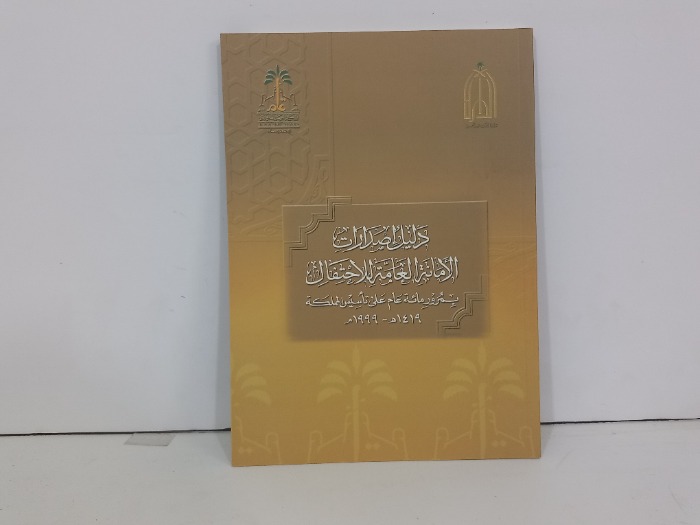 دليل إصدارات
الأمانة العامة للاحتفال
بمرور مائة عام على تأسيس المملكة
١٤١٩هـ - ١٩٩٩م